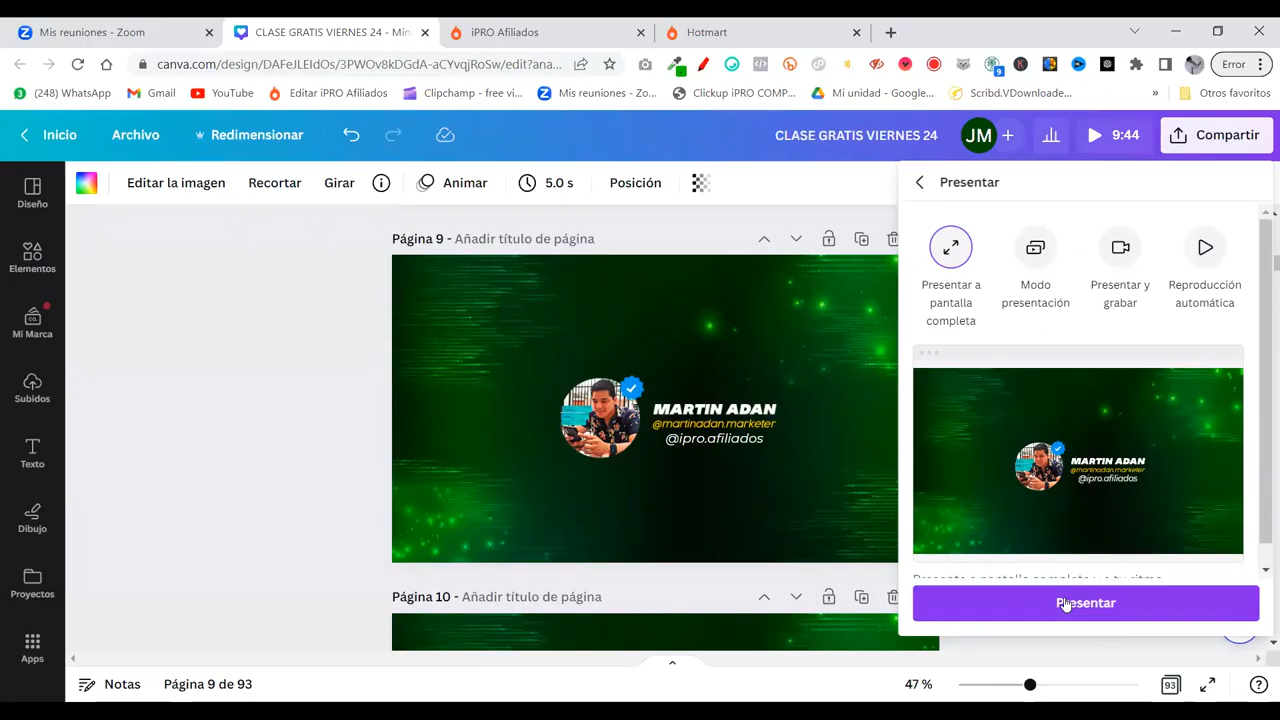 Mis reuniones - Zoom
CLASE GRATIS VIERNES 24 - Mini
iPRO Afiliados
Hotmart
canva.com/design/DAFeJLEIdOs/3PWOv8kDGdA-aCYvqjRoSw/edit?ana...
9
Error
(248) WhatsApp
Gmail
YouTube
Editar iPRO Afiliados
Clipchamp - free vi...
Mis reuniones - Zo...
Clickup iPRO COMP...
Mi unidad - Google...
Scribd.VDownloade...
»
Otros favoritos
Inicio
Archivo
Redimensionar
CLASE GRATIS VIERNES 24
JM
9:44
Compartir
Editar la imagen
Recortar
Girar
Animar
5.0 s
Posición
Diseño
Elementos
Mi Marca
Subidos
Texto
Dibujo
Proyectos
Apps
Página 9 - Añadir título de página
MARTIN ADAN
@martinadan.marketer
@ipro.afiliados
Página 10 - Añadir título de página
Presentar
Presentar a
pantalla
completa
Modo
presentación
Presentar y
grabar
Reproducción
automática
MARTIN ADAN
@martinadan.marketer
@ipro.afiliados
Presentar
Notas
Página 9 de 93
47 %
93